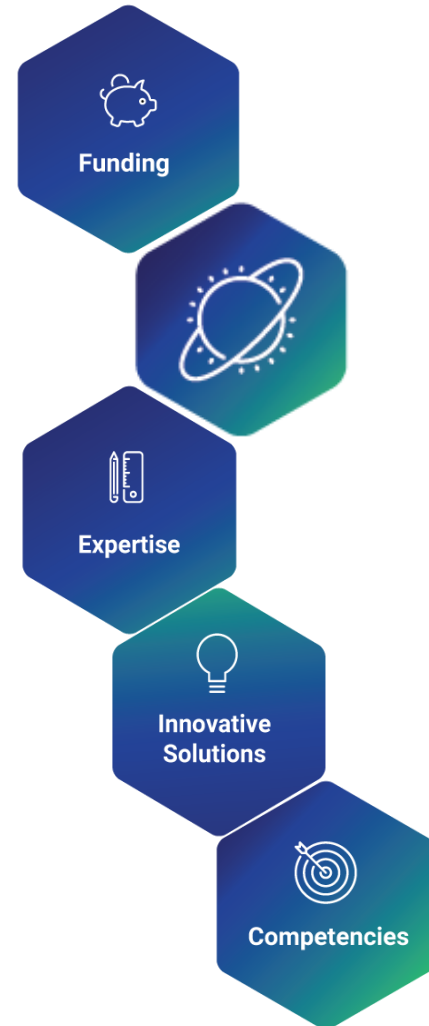 Funding
Expertise
Innovative
Solutions
Competencies